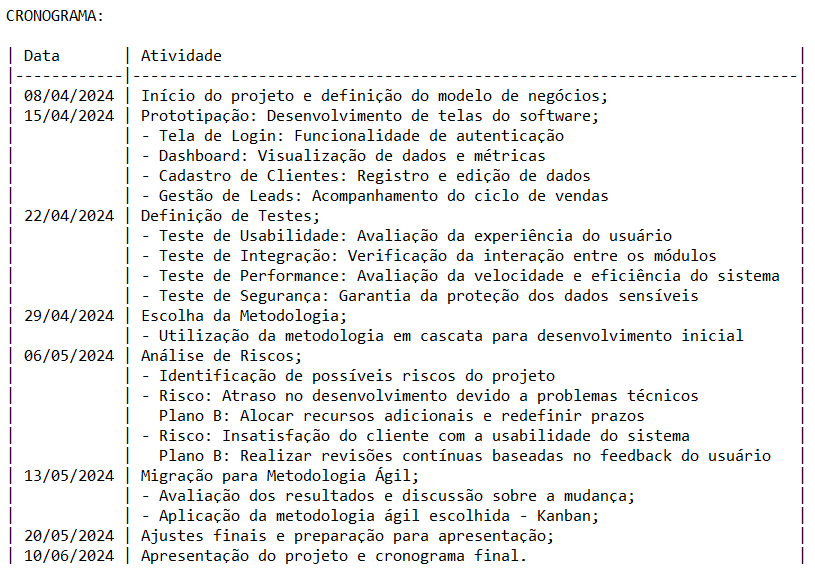 CRONOGRAMA:
| Data       | Atividade                                                                |
|------------|--------------------------------------------------------------------------|
| 08/04/2024 | Início do projeto e definição do modelo de negócios;                     |
| 15/04/2024 | Prototipação: Desenvolvimento de telas do software;                      |
|            | - Tela de Login: Funcionalidade de autenticação                          |
|            | - Dashboard: Visualização de dados e métricas                            |
|            | - Cadastro de Clientes: Registro e edição de dados                       |
|            | - Gestão de Leads: Acompanhamento do ciclo de vendas                     |
| 22/04/2024 | Definição de Testes;                                                     |
|            | - Teste de Usabilidade: Avaliação da experiência do usuário              |
|            | - Teste de Integração: Verificação da interação entre os módulos         |
|            | - Teste de Performance: Avaliação da velocidade e eficiência do sistema  |
|            | - Teste de Segurança: Garantia da proteção dos dados sensíveis           |
| 29/04/2024 | Escolha da Metodologia;                                                  |
|            | - Utilização da metodologia em cascata para desenvolvimento inicial      |
| 06/05/2024 | Análise de Riscos;                                                       |
|            | - Identificação de possíveis riscos do projeto                           |
|            | - Risco: Atraso no desenvolvimento devido a problemas técnicos           |
|            |   Plano B: Alocar recursos adicionais e redefinir prazos                 |
|            | - Risco: Insatisfação do cliente com a usabilidade do sistema            |
|            |   Plano B: Realizar revisões contínuas baseadas no feedback do usuário   |
| 13/05/2024 | Migração para Metodologia Ágil;                                          |
|            | - Avaliação dos resultados e discussão sobre a mudança;                  |
|            | - Aplicação da metodologia ágil escolhida - Kanban;                      |
| 20/05/2024 | Ajustes finais e preparação para apresentação;                           |
| 10/06/2024 | Apresentação do projeto e cronograma final.                              |